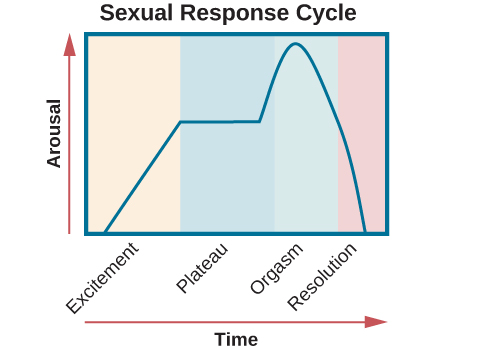 Sexual Response Cycle
Arousal
Excitement
Plateau
Orgasm
Resolution
Time